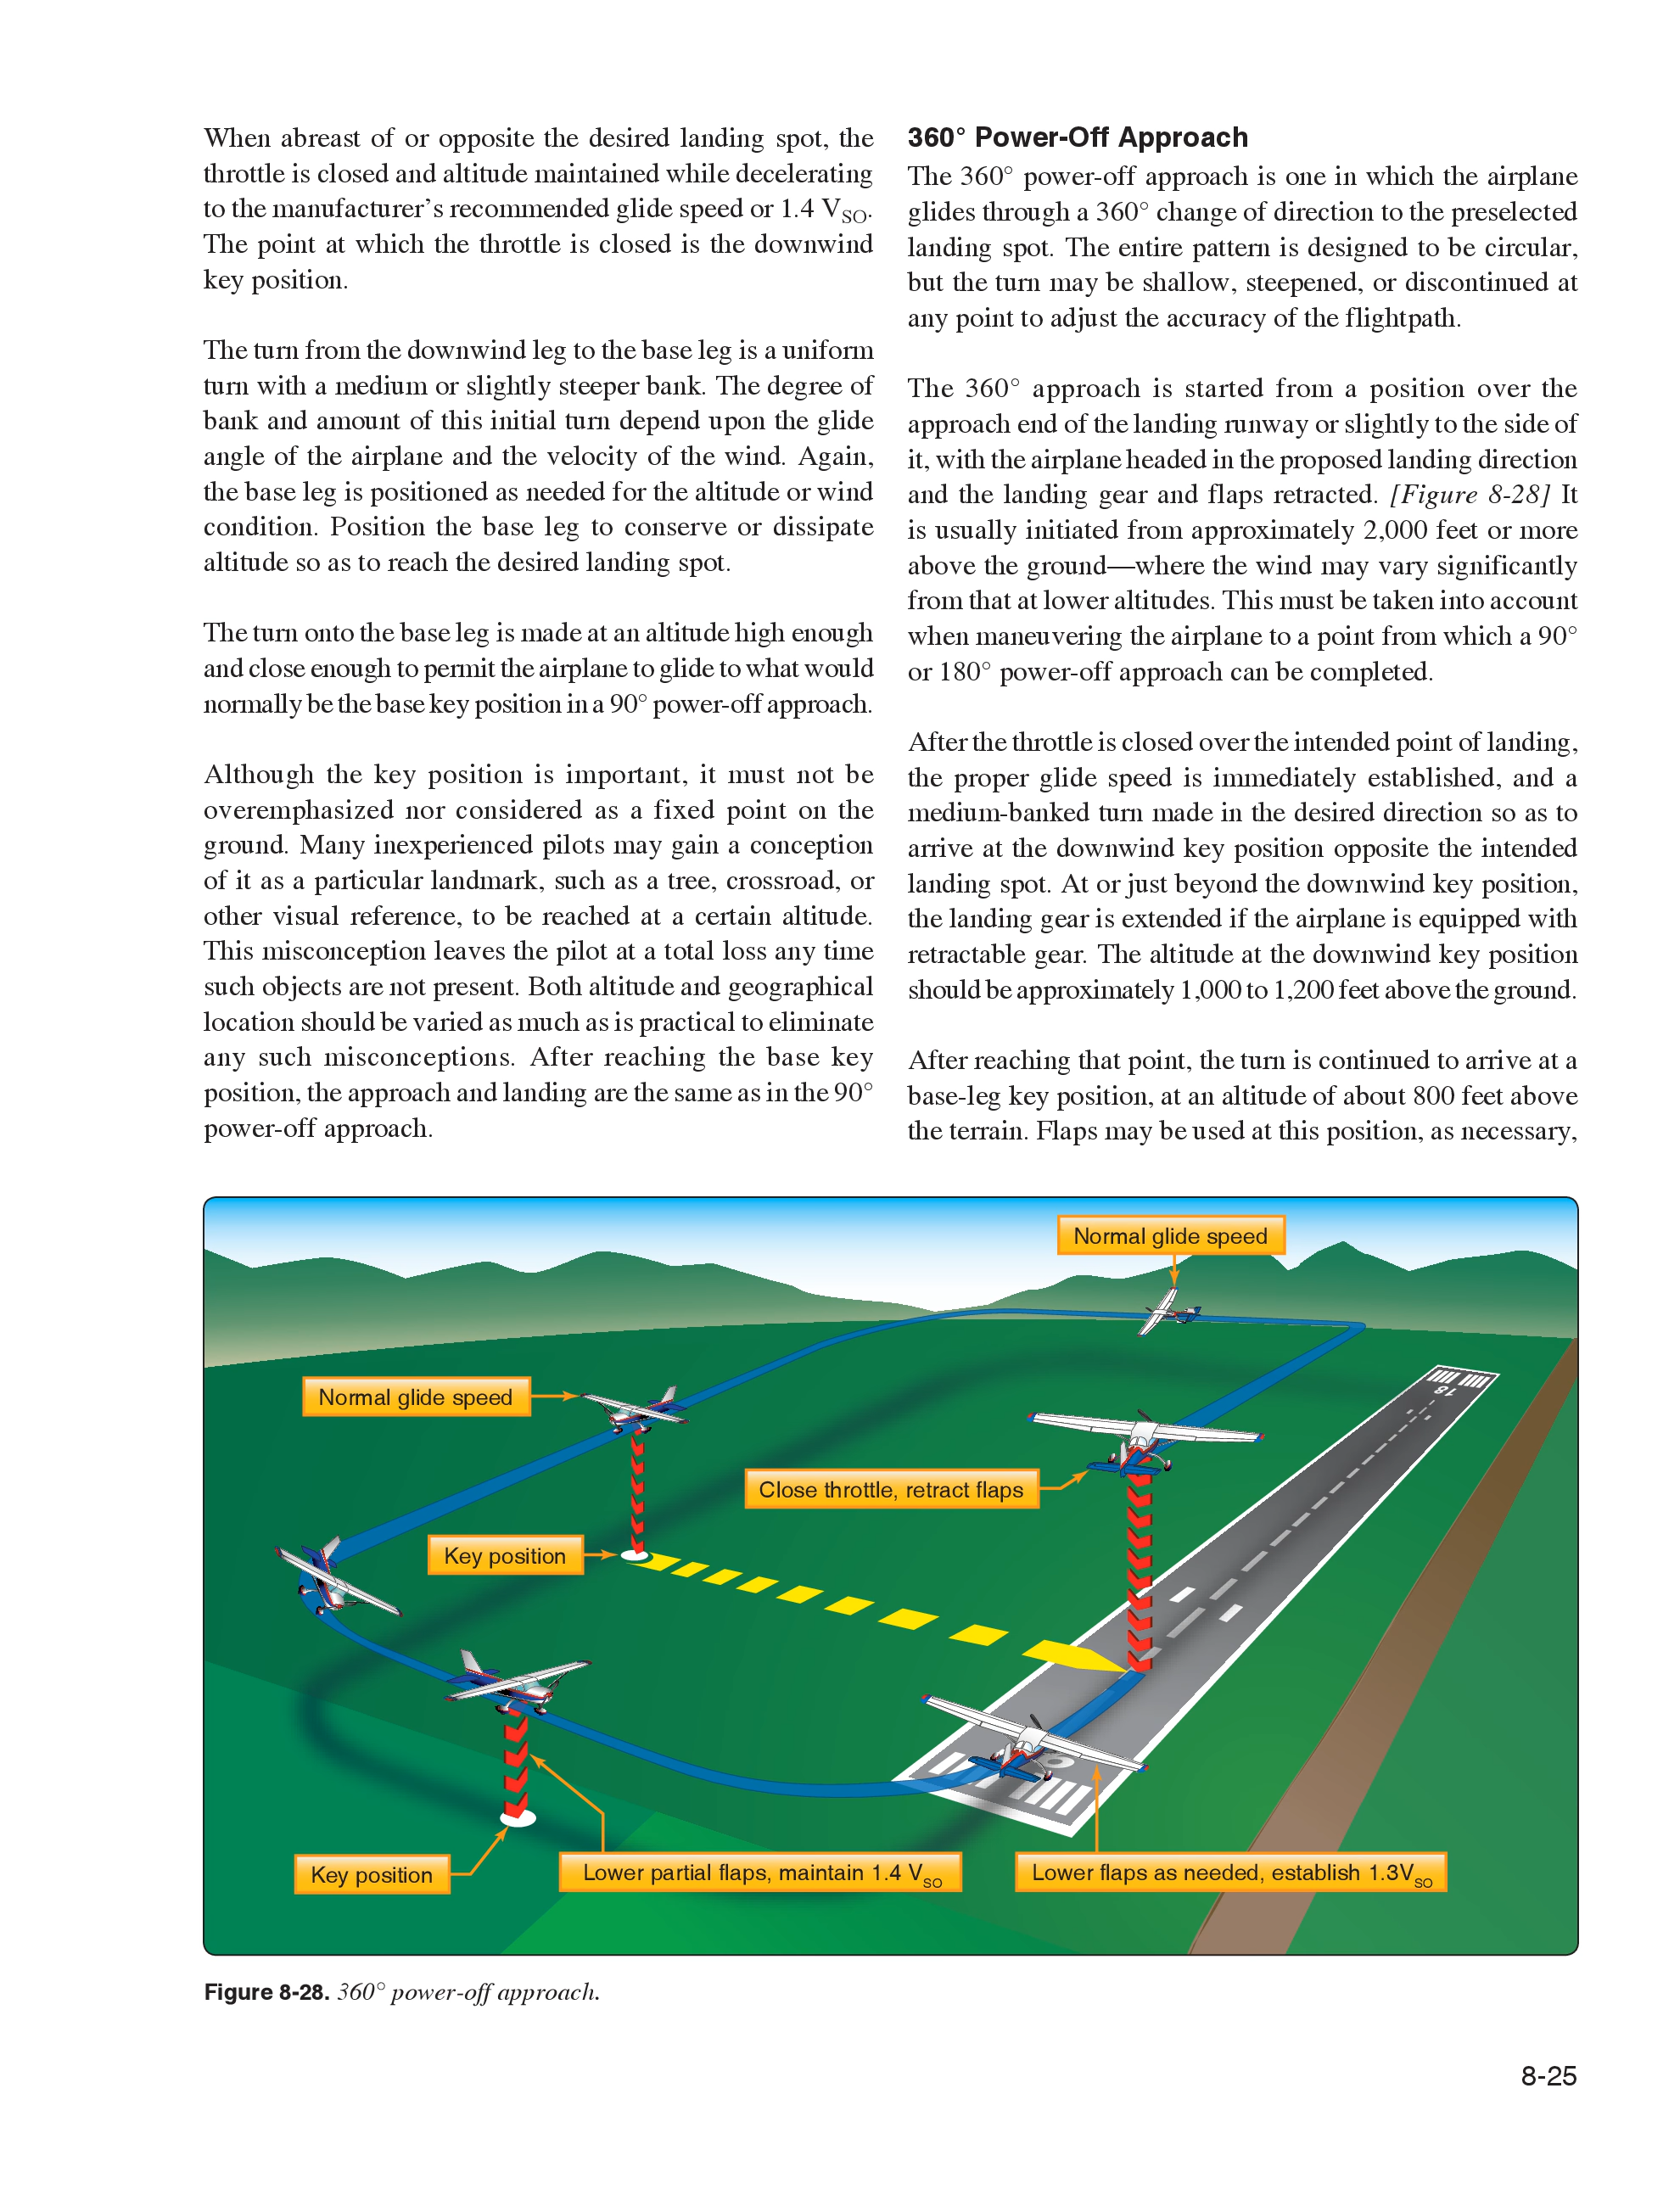 When abreast of or opposite the desired landing spot, the
throttle is closed and altitude maintained while decelerating
to the manufacturer’s recommended glide speed or 1.4 VSO.
The point at which the throttle is closed is the downwind
key position.
The turn from the downwind leg to the base leg is a uniform
turn with a medium or slightly steeper bank. The degree of
bank and amount of this initial turn depend upon the glide
angle of the airplane and the velocity of the wind. Again,
the base leg is positioned as needed for the altitude or wind
condition. Position the base leg to conserve or dissipate
altitude so as to reach the desired landing spot.
The turn onto the base leg is made at an altitude high enough
and close enough to permit the airplane to glide to what would
normally be the base key position in a 90° power-off approach.
Although the key position is important, it must not be
overemphasized nor considered as a fixed point on the
ground. Many inexperienced pilots may gain a conception
of it as a particular landmark, such as a tree, crossroad, or
other visual reference, to be reached at a certain altitude.
This misconception leaves the pilot at a total loss any time
such objects are not present. Both altitude and geographical
location should be varied as much as is practical to eliminate
any such misconceptions. After reaching the base key
position, the approach and landing are the same as in the 90°
power-off approach.
360° Power-Off Approach
The 360° power-off approach is one in which the airplane
glides through a 360° change of direction to the preselected
landing spot. The entire pattern is designed to be circular,
but the turn may be shallow, steepened, or discontinued at
any point to adjust the accuracy of the flightpath.
The 360° approach is started from a position over the
approach end of the landing runway or slightly to the side of
it, with the airplane headed in the proposed landing direction
and the landing gear and flaps retracted. [Figure 8-28] It
is usually initiated from approximately 2,000 feet or more
above the ground—where the wind may vary significantly
from that at lower altitudes. This must be taken into account
when maneuvering the airplane to a point from which a 90°
or 180° power-off approach can be completed.
After the throttle is closed over the intended point of landing,
the proper glide speed is immediately established, and a
medium-banked turn made in the desired direction so as to
arrive at the downwind key position opposite the intended
landing spot. At or just beyond the downwind key position,
the landing gear is extended if the airplane is equipped with
retractable gear. The altitude at the downwind key position
should be approximately 1,000 to 1,200 feet above the ground.
After reaching that point, the turn is continued to arrive at a
base-leg key position, at an altitude of about 800 feet above
the terrain. Flaps may be used at this position, as necessary,
Normal glide speed
Normal glide speed
18
Close throttle, retract flaps
Key position
Key position
Lower partial flaps, maintain 1.4 VSO
Lower flaps as needed, establish 1.3VSO
Figure 8-28. 360° power-off approach.
8-25